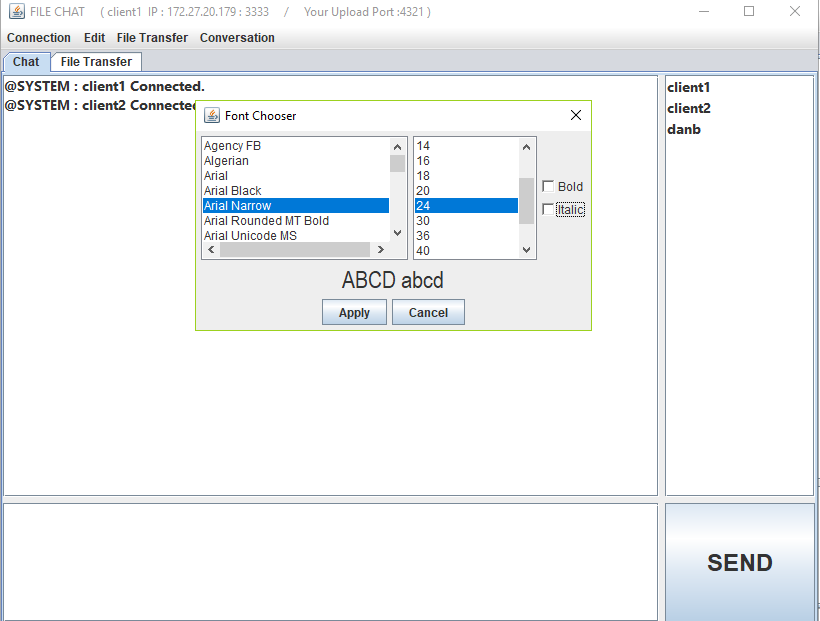 FILE CHAT ( client1 IP : 172.27.20.179 : 3333 / Your Upload Port :4321 )
Connection Edit File Transfer Conversation
Chat File Transfer
@SYSTEM : client1 Connected.
@SYSTEM : client2 Connected
client1
client2
danb
Font Chooser
Agency FB
Algerian
Arial
Arial Black
Arial Narrow
Arial Rounded MT Bold
Arial Unicode MS
14
16
18
20
24
30
36
40
Bold
Italic
ABCD abcd
Apply Cancel
SEND